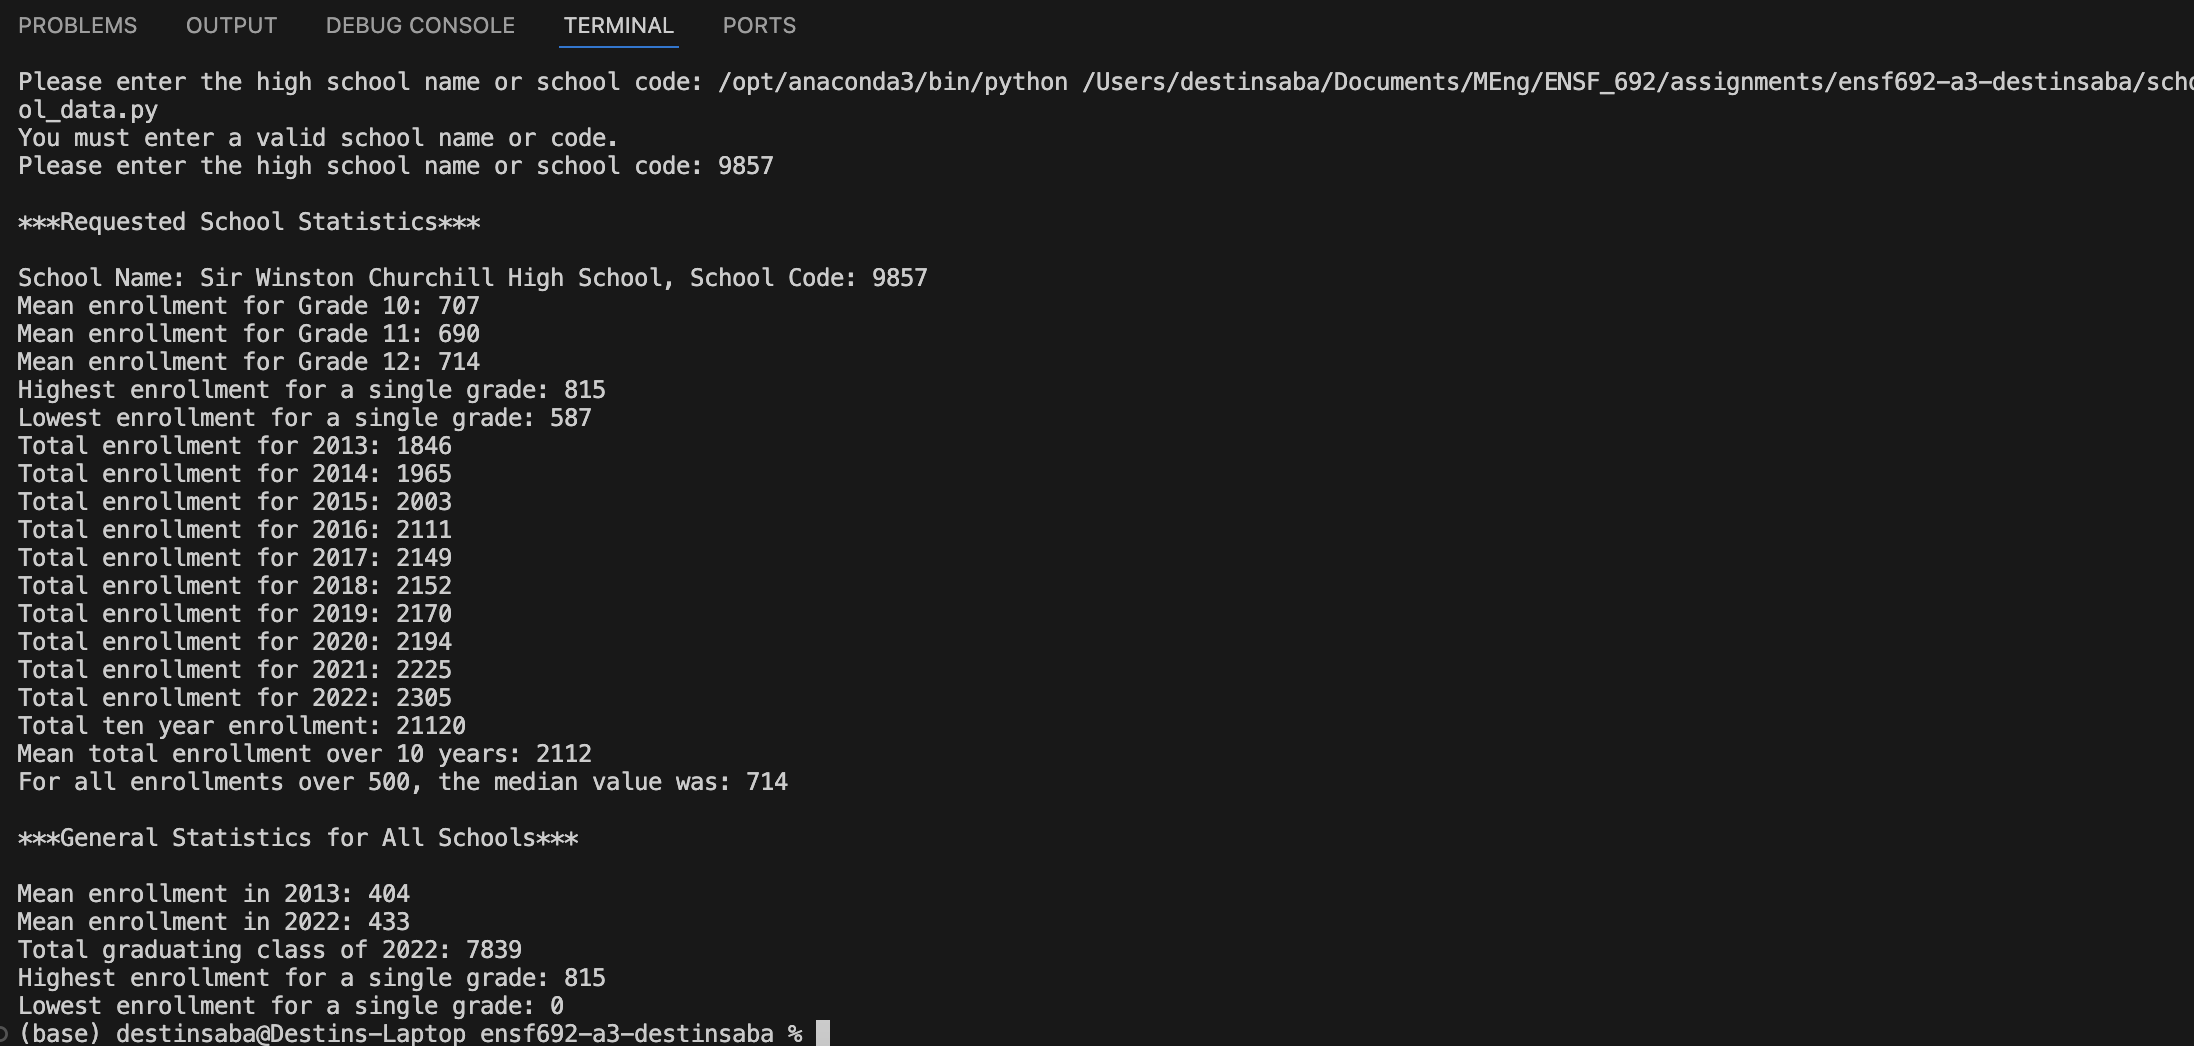 PROBLEMS OUTPUT DEBUG CONSOLE TERMINAL PORTS
Please enter the high school name or school code: /opt/anaconda3/bin/python /Users/destinsaba/Documents/MEng/ENSF_692/assignments/ensf692-a3-destinsaba/scho
ol_data.py
You must enter a valid school name or code.
Please enter the high school name or school code: 9857
***Requested School Statistics***
School Name: Sir Winston Churchill High School, School Code: 9857
Mean enrollment for Grade 10: 707
Mean enrollment for Grade 11: 690
Mean enrollment for Grade 12: 714
Highest enrollment for a single grade: 815
Lowest enrollment for a single grade: 587
Total enrollment for 2013: 1846
Total enrollment for 2014: 1965
Total enrollment for 2015: 2003
Total enrollment for 2016: 2111
Total enrollment for 2017: 2149
Total enrollment for 2018: 2152
Total enrollment for 2019: 2170
Total enrollment for 2020: 2194
Total enrollment for 2021: 2225
Total enrollment for 2022: 2305
Total ten year enrollment: 21120
Mean total enrollment over 10 years: 2112
For all enrollments over 500, the median value was: 714
***General Statistics for All Schools***
Mean enrollment in 2013: 404
Mean enrollment in 2022: 433
Total graduating class of 2022: 7839
Highest enrollment for a single grade: 815
Lowest enrollment for a single grade: 0
(base) destinsaba@Destins-Laptop ensf692-a3-destinsaba %